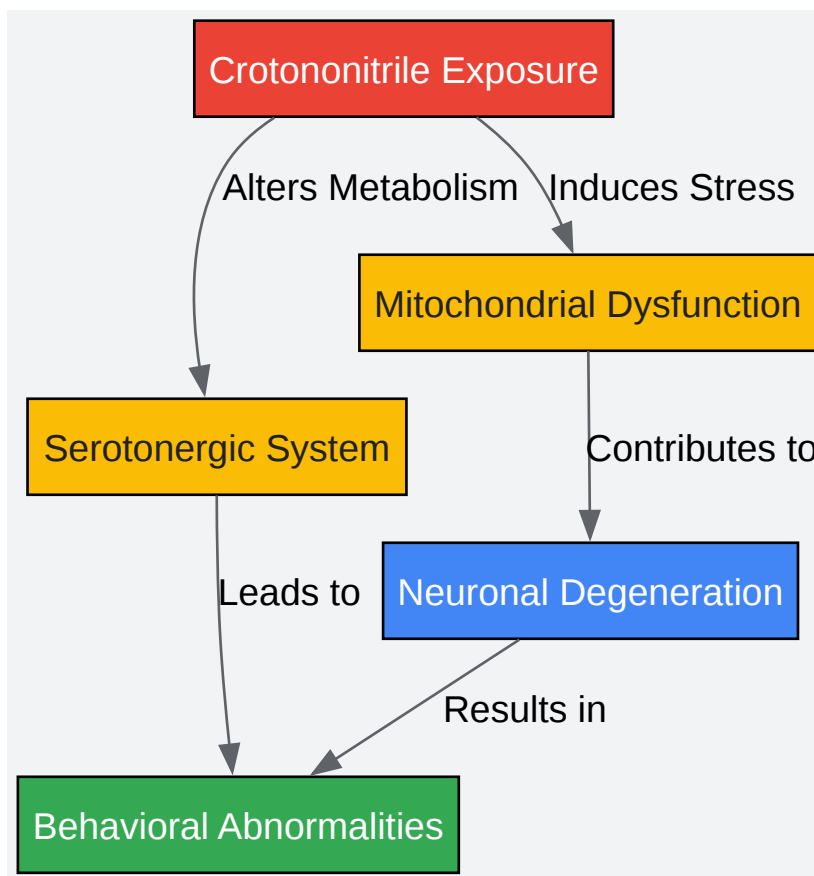 Crotononitrile Exposure
Alters Metabolism
Induces Stress
Mitochondrial Dysfunction
Serotonergic System
Contributes to
Leads to
Neuronal Degeneration
Results in
Behavioral Abnormalities